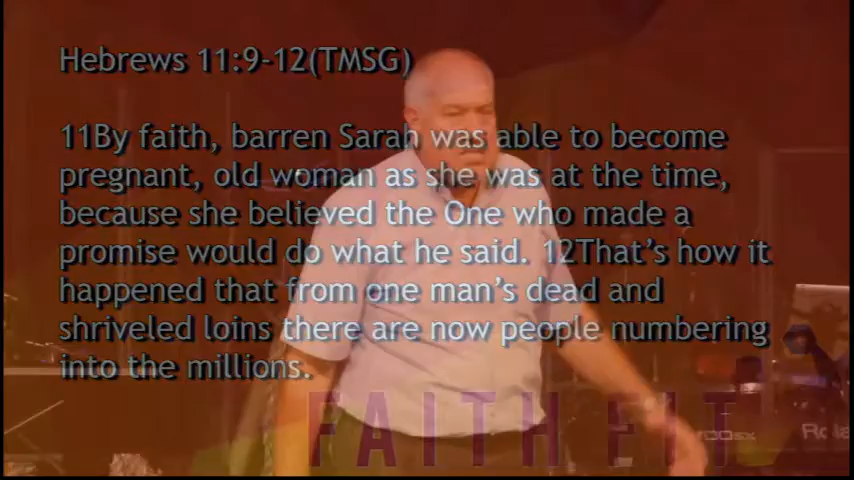 Hebrews 11:9-12(TMSG)
11By faith, barren Sarah was able to become
pregnant, old woman as she was at the time,
because she believed the One who made a
promise would do what he said. 12That's how it
happened that from one man's dead and
shriveled loins there are now people numbering
into the millions.
FAITH FIT